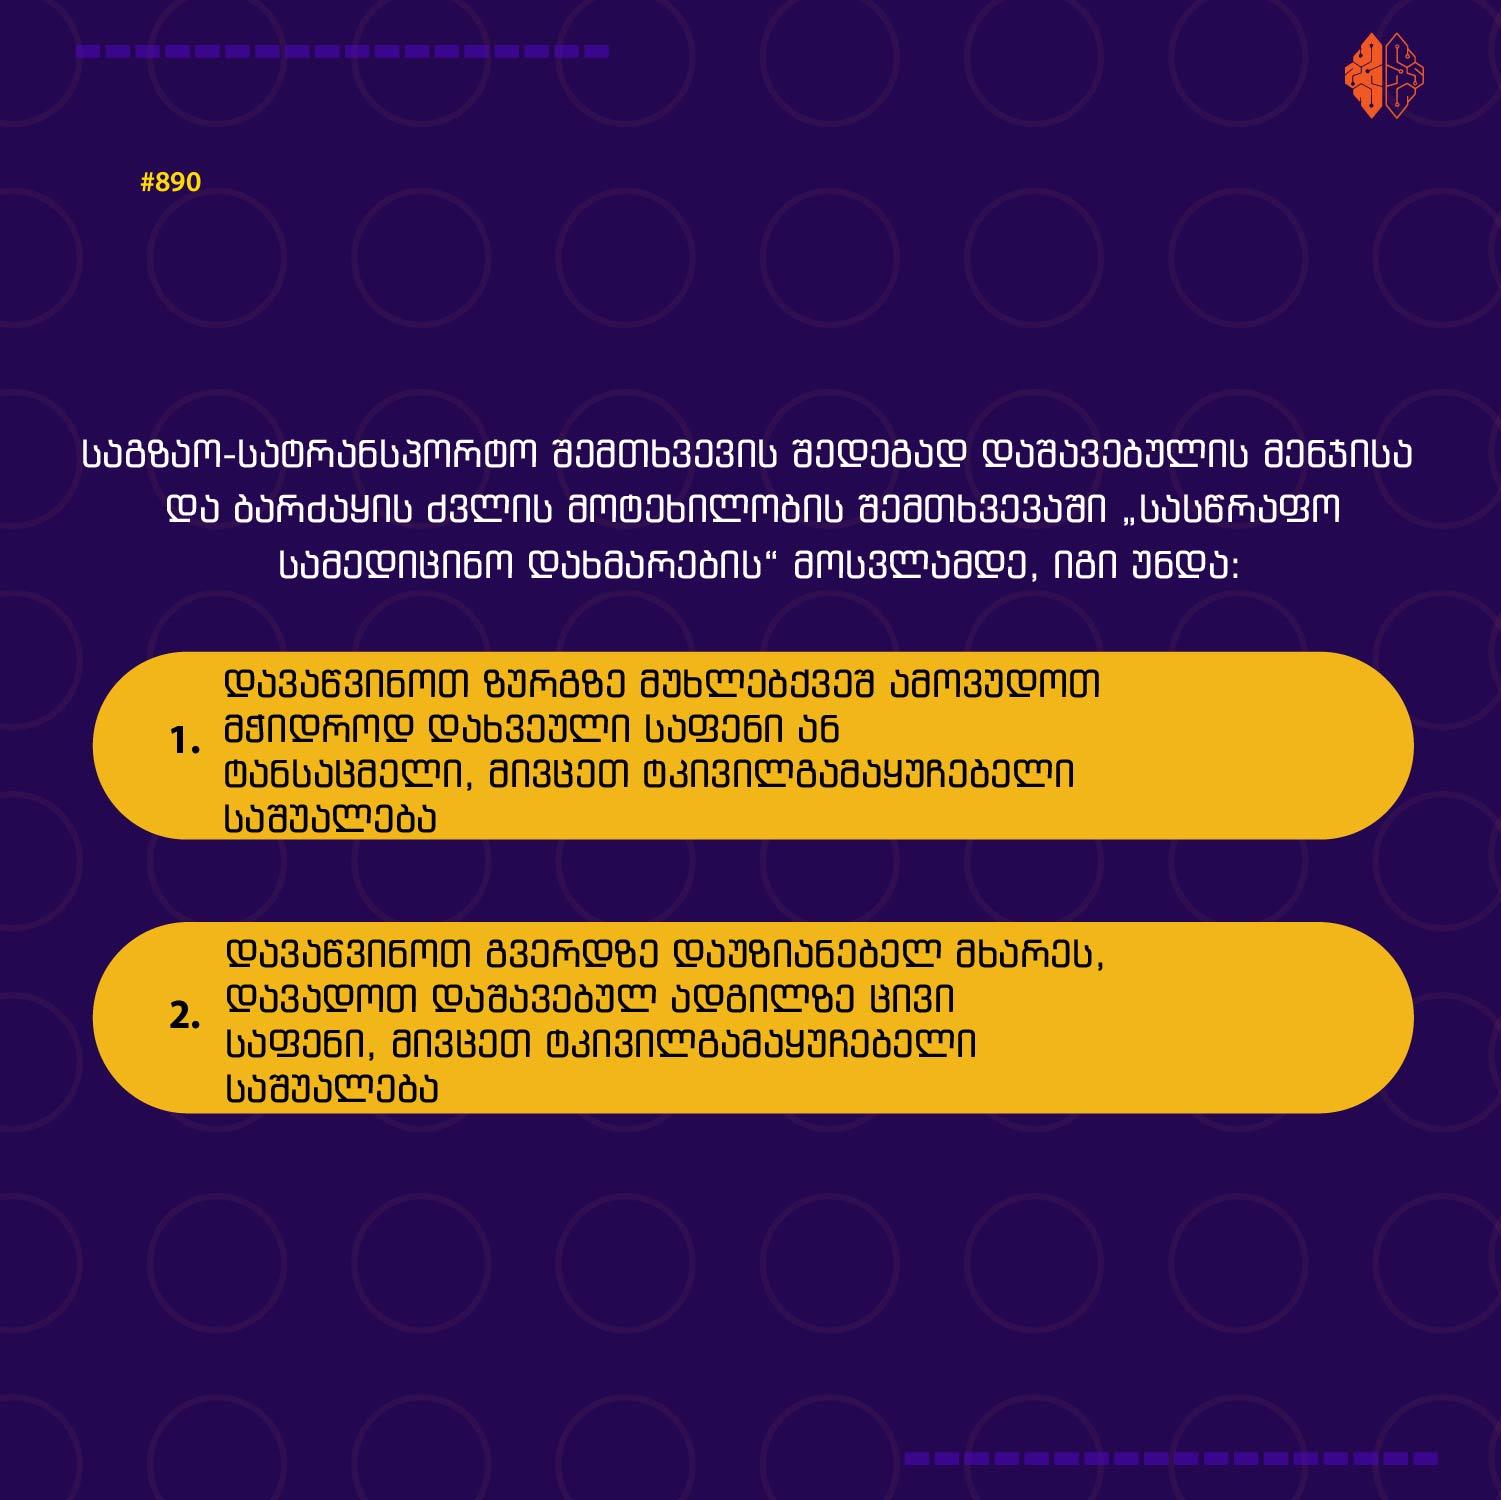 #890
საგზაო-სატრანსპორტო შემთხვევის შედეგად დაშავებულის მენჯისა
და ბარძაყის ძვლის მოტეხილობის შემთხვევაში „სასწრაფო
სამედიცინო დახმარების“ მოსვლამდე, იგი უნდა:
1. დავაწვინოთ ზურგზე მუხლებქვეშ ამოვუდოთ
მჭიდროდ დახვეული საფენი ან
ტანსაცმელი, მივცეთ ტკივილგამაყუჩებელი
საშუალება
2. დავაწვინოთ გვერდზე დაუზიანებელ მხარეს,
დავადოთ დაშავებულ ადგილზე ცივი
საფენი, მივცეთ ტკივილგამაყუჩებელი
საშუალება